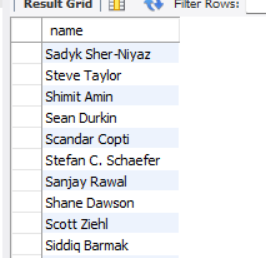 Result Grid Filter Rows:
name
Sadyk Sher-Niyaz
Steve Taylor
Shimit Amin
Sean Durkin
Scandar Copti
Stefan C. Schaefer
Sanjay Rawal
Shane Dawson
Scott Ziehl
Siddiq Barmak